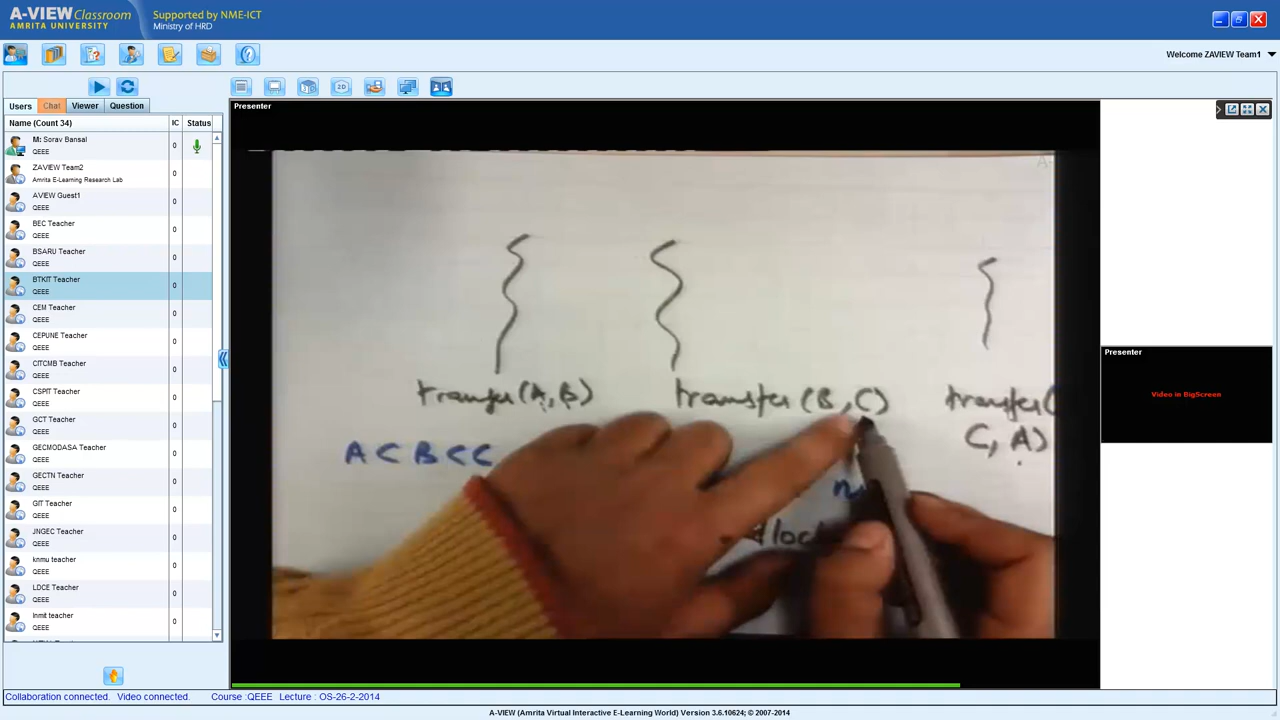 A-VIEW Classroom
AMRITA UNIVERSITY
Supported by NME-ICT
Ministry of HRD
Welcome ZAVIEW Team1
Users Chat Viewer Question
Name (Count 34) IC Status
M: Sorav Bansal
QEEE
0
ZAVIEW Team2
Amrita E-Learning Research Lab
0
AVIEW Guest1
QEEE
0
BEC Teacher
QEEE
0
BSARU Teacher
QEEE
0
BTKIT Teacher
QEEE
0
CEM Teacher
QEEE
0
CEPUNE Teacher
QEEE
0
CITCMB Teacher
QEEE
0
CSPIT Teacher
QEEE
0
GCT Teacher
QEEE
0
GECMODASA Teacher
QEEE
0
GECTN Teacher
QEEE
0
GIT Teacher
QEEE
0
JNGEC Teacher
QEEE
0
knmu teacher
QEEE
0
LDCE Teacher
QEEE
0
lnmit teacher
QEEE
0
Presenter
transfer(A,B) transfer(B,C) transfer(
C, A)
A < B < C
Presenter
Video in BigScreen
Collaboration connected. Video connected. Course :QEEE Lecture : OS-26-2-2014
A-VIEW (Amrita Virtual Interactive E-Learning World) Version 3.6.10624; © 2007-2014